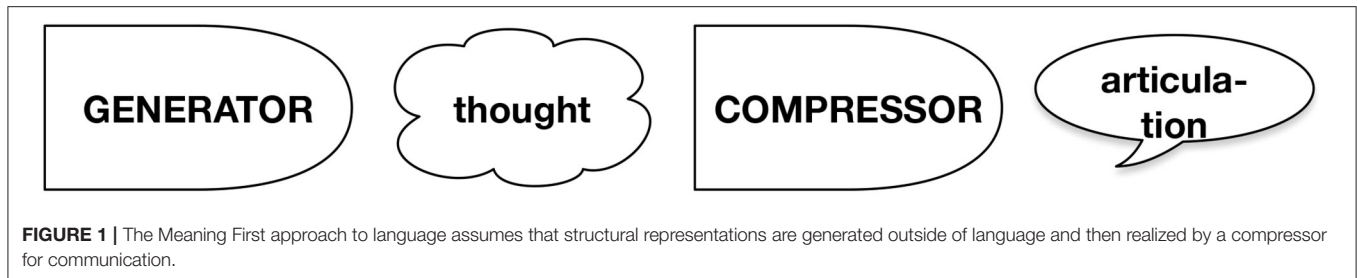 GENERATOR
thought
COMPRESSOR
articula-
tion
FIGURE 1 | The Meaning First approach to language assumes that structural representations are generated outside of language and then realized by a compressor
for communication.